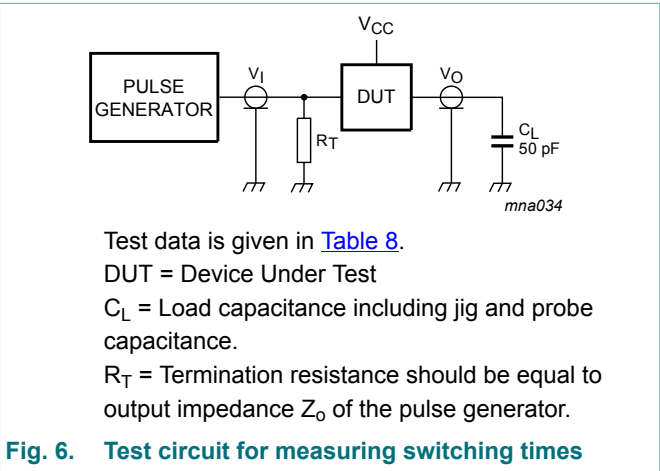 VCC
PULSE
GENERATOR
VI
DUT
VO
RT
CL
50 pF
mna034
Test data is given in Table 8.
DUT = Device Under Test
CL = Load capacitance including jig and probe
capacitance.
RT = Termination resistance should be equal to
output impedance Zo of the pulse generator.
Fig. 6. Test circuit for measuring switching times